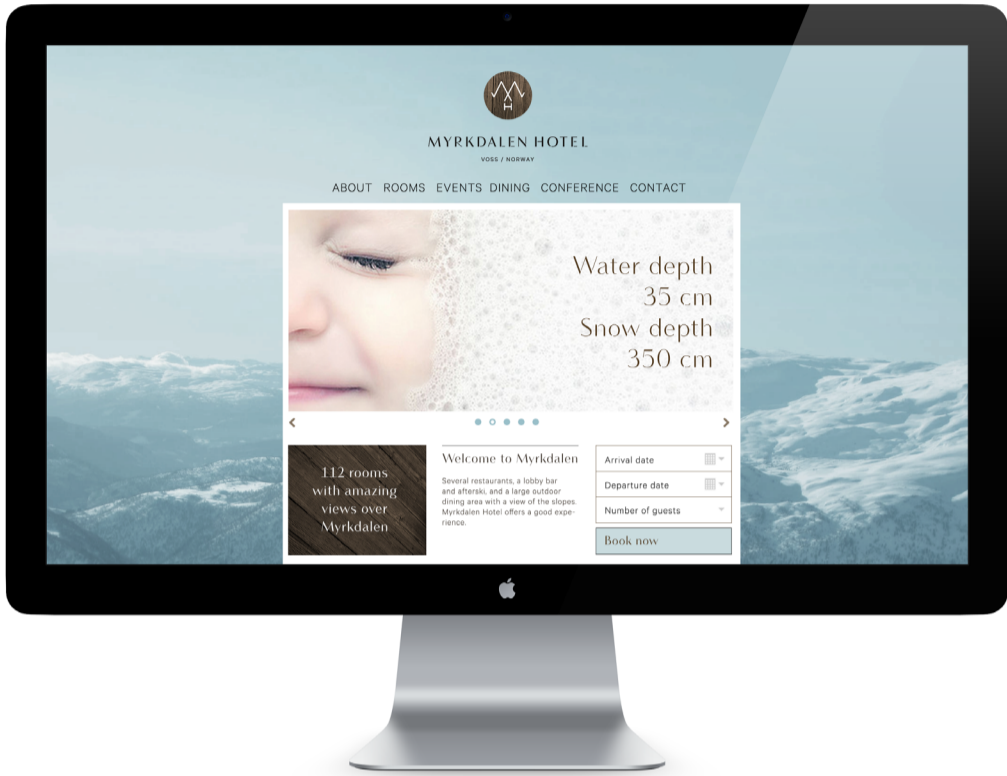 MYRKDALEN HOTEL
VOSS / NORWAY
ABOUT ROOMS EVENTS DINING CONFERENCE CONTACT
Water depth
35 cm
Snow depth
350 cm
112 rooms
with amazing
views over
Myrkdalen
Welcome to Myrkdalen
Several restaurants, a lobby bar
and afterski, and a large outdoor
dining area with a view of the slopes.
Myrkdalen Hotel offers a good expe-
rience.
Arrival date
Departure date
Number of guests
Book now